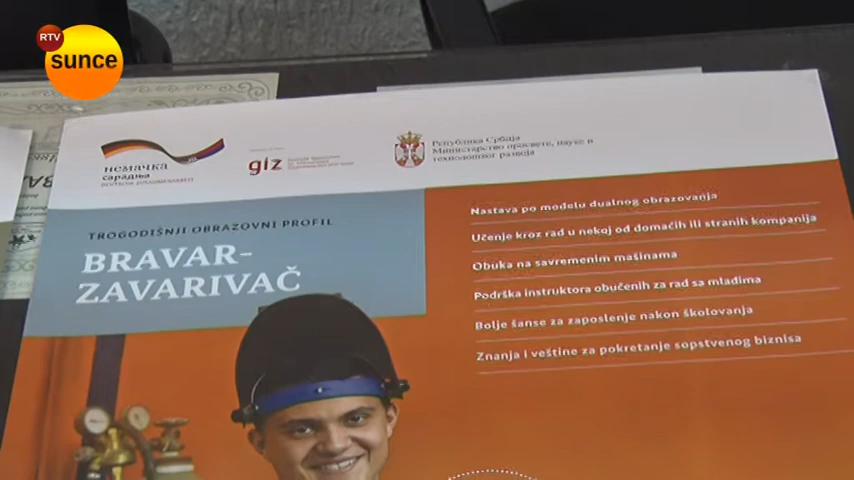 RTV
sunce
немачка
сарадња
DEUTSCHE ZUSAMMENARBEIT
giz
Република Србија
Министарство просвете, науке и
технолошког развоја
TROGODIŠNJI OBRAZOVNI PROFIL
BRAVAR-
ZAVARIVAČ
Nastava po modelu dualnog obrazovanja
Učenje kroz rad u nekoj od domaćih ili stranih kompanija
Obuka na savremenim mašinama
Podrška instruktora obučenih za rad sa mladima
Bolje šanse za zaposlenje nakon školovanja
Znanja i veštine za pokretanje sopstvenog biznisa